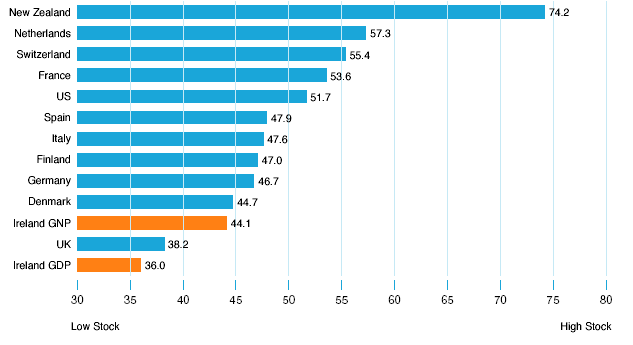 New Zealand 74.2
Netherlands 57.3
Switzerland 55.4
France 53.6
US 51.7
Spain 47.9
Italy 47.6
Finland 47.0
Germany 46.7
Denmark 44.7
Ireland GNP 44.1
UK 38.2
Ireland GDP 36.0
30 35 40 45 50 55 60 65 70 75 80
Low Stock High Stock